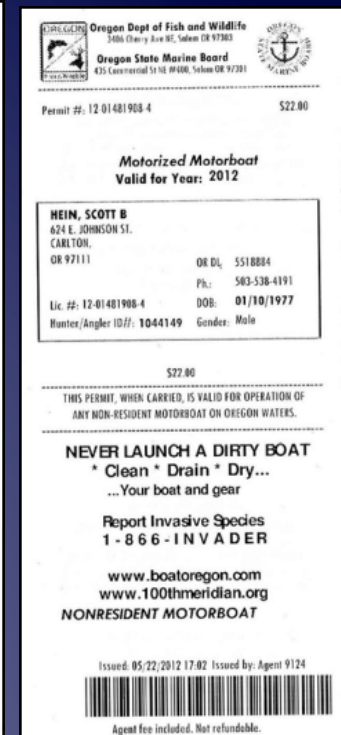 OREGON
Oregon Dept of Fish and Wildlife
3406 Cherry Ave NE, Salem OR 97303
Oregon State Marine Board
435 Commercial St NE #400, Salem OR 97301
OREGON STATE MARINE BOARD
Permit #: 12-01481908-4 $22.00
Motorized Motorboat
Valid for Year: 2012
HEIN, SCOTT B
624 E. JOHNSON ST.
CARLTON,
OR 97111
OR DL 5518884
Ph.: 503-538-4191
Lic. #: 12-01481908-4 DOB: 01/10/1977
Hunter/Angler ID#: 1044149 Gender: Male
$22.00
THIS PERMIT, WHEN CARRIED, IS VALID FOR OPERATION OF
ANY NON-RESIDENT MOTORBOAT ON OREGON WATERS.
NEVER LAUNCH A DIRTY BOAT
* Clean * Drain * Dry...
...Your boat and gear
Report Invasive Species
1-866-INVADER
www.boatoregon.com
www.100thmeridian.org
NONRESIDENT MOTORBOAT
Issued: 05/22/2012 17:02 Issued by: Agent 9124
Agent fee included. Not refundable.